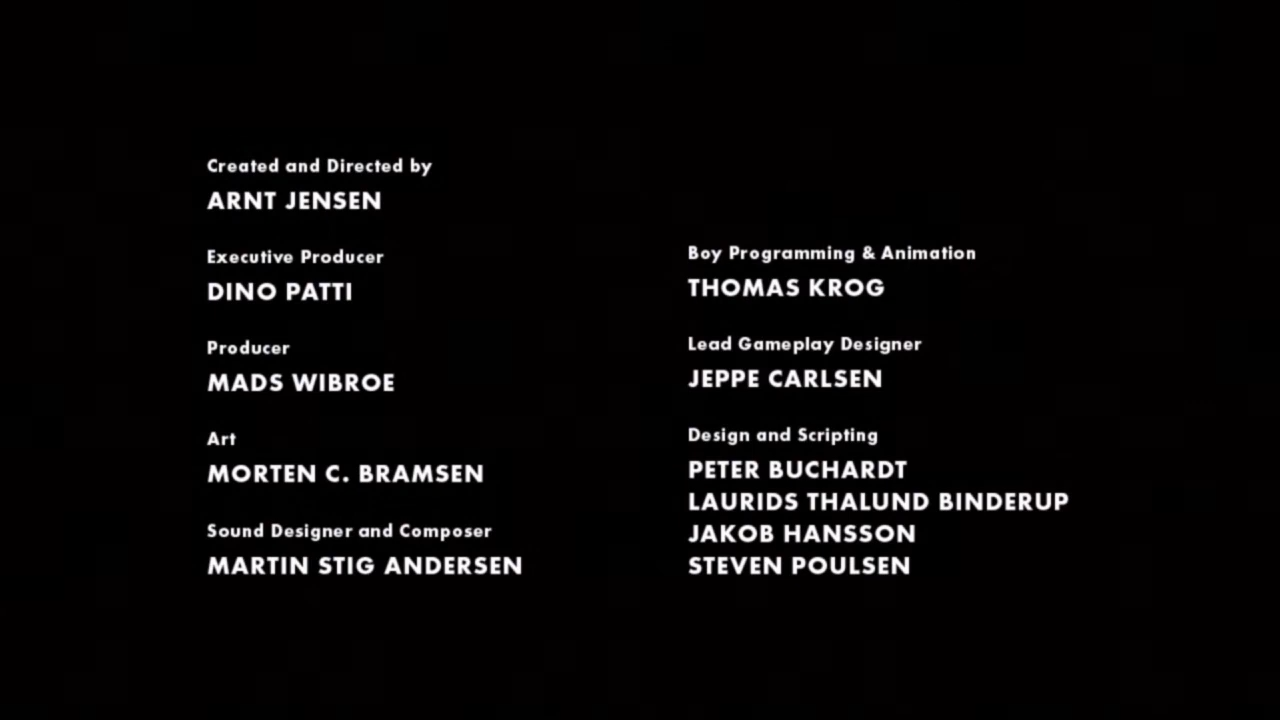 Created and Directed by
ARNT JENSEN
Executive Producer
DINO PATTI
Producer
MADS WIBROE
Art
MORTEN C. BRAMSEN
Sound Designer and Composer
MARTIN STIG ANDERSEN
Boy Programming & Animation
THOMAS KROG
Lead Gameplay Designer
JEPPE CARLSEN
Design and Scripting
PETER BUCHARDT
LAURIDS THALUND BINDERUP
JAKOB HANSSON
STEVEN POULSEN